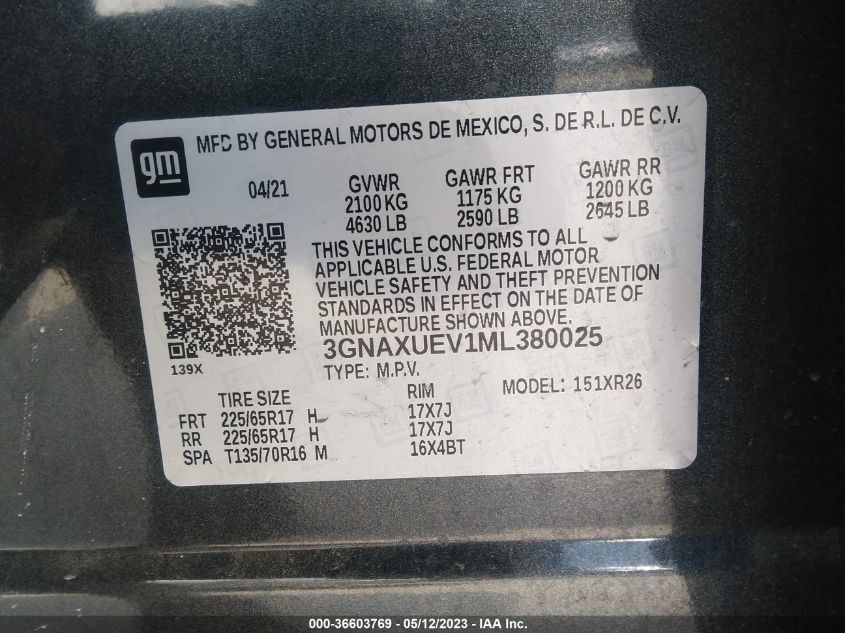 gm
MFD BY GENERAL MOTORS DE MEXICO, S. DE R.L. DE C.V.
04/21 GVWR GAWR FRT GAWR RR
2100 KG 1175 KG 1200 KG
4630 LB 2590 LB 2645 LB
THIS VEHICLE CONFORMS TO ALL
APPLICABLE U.S. FEDERAL MOTOR
VEHICLE SAFETY AND THEFT PREVENTION
STANDARDS IN EFFECT ON THE DATE OF
MANUFACTURE SHOWN ABOVE.
139X
3GNAXUEV1ML380025
TYPE: M.P.V. MODEL: 151XR26
TIRE SIZE RIM
FRT 225/65R17 H 17X7J
RR 225/65R17 H 17X7J
SPA T135/70R16 M 16X4BT
000-36603769 - 05/12/2023 - IAA Inc.